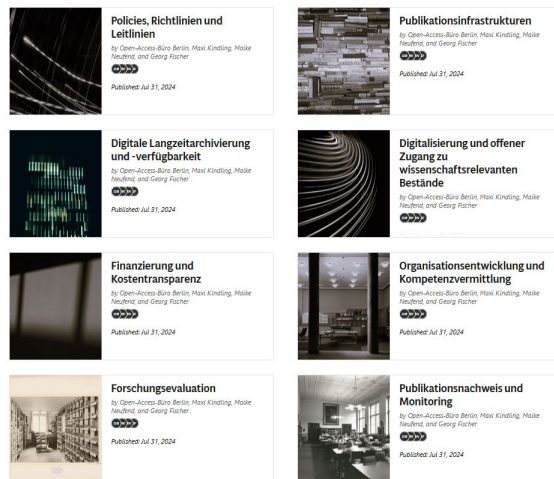 Policies, Richtlinien und
Leitlinien
by Open-Access-Büro Berlin, Maxi Kindling, Maike
Neufend, and Georg Fischer
Published: Jul 31, 2024
Publikationsinfrastrukturen
by Open-Access-Büro Berlin, Maxi Kindling, Maike
Neufend, and Georg Fischer
Published: Jul 31, 2024
Digitale Langzeitarchivierung
und -verfügbarkeit
by Open-Access-Büro Berlin, Maxi Kindling, Maike
Neufend, and Georg Fischer
Published: Jul 31, 2024
Digitalisierung und offener
Zugang zu
wissenschaftsrelevanten
Bestände
by Open-Access-Büro Berlin, Maxi Kindling, Maike
Neufend, and Georg Fischer
Finanzierung und
Kostentransparenz
by Open-Access-Büro Berlin, Maxi Kindling, Maike
Neufend, and Georg Fischer
Published: Jul 31, 2024
Organisationsentwicklung und
Kompetenzvermittlung
by Open-Access-Büro Berlin, Maxi Kindling, Maike
Neufend, and Georg Fischer
Published: Jul 31, 2024
Forschungsevaluation
by Open-Access-Büro Berlin, Maxi Kindling, Maike
Neufend, and Georg Fischer
Published: Jul 31, 2024
Publikationsnachweis und
Monitoring
by Open-Access-Büro Berlin, Maxi Kindling, Maike
Neufend, and Georg Fischer
Published: Jul 31, 2024